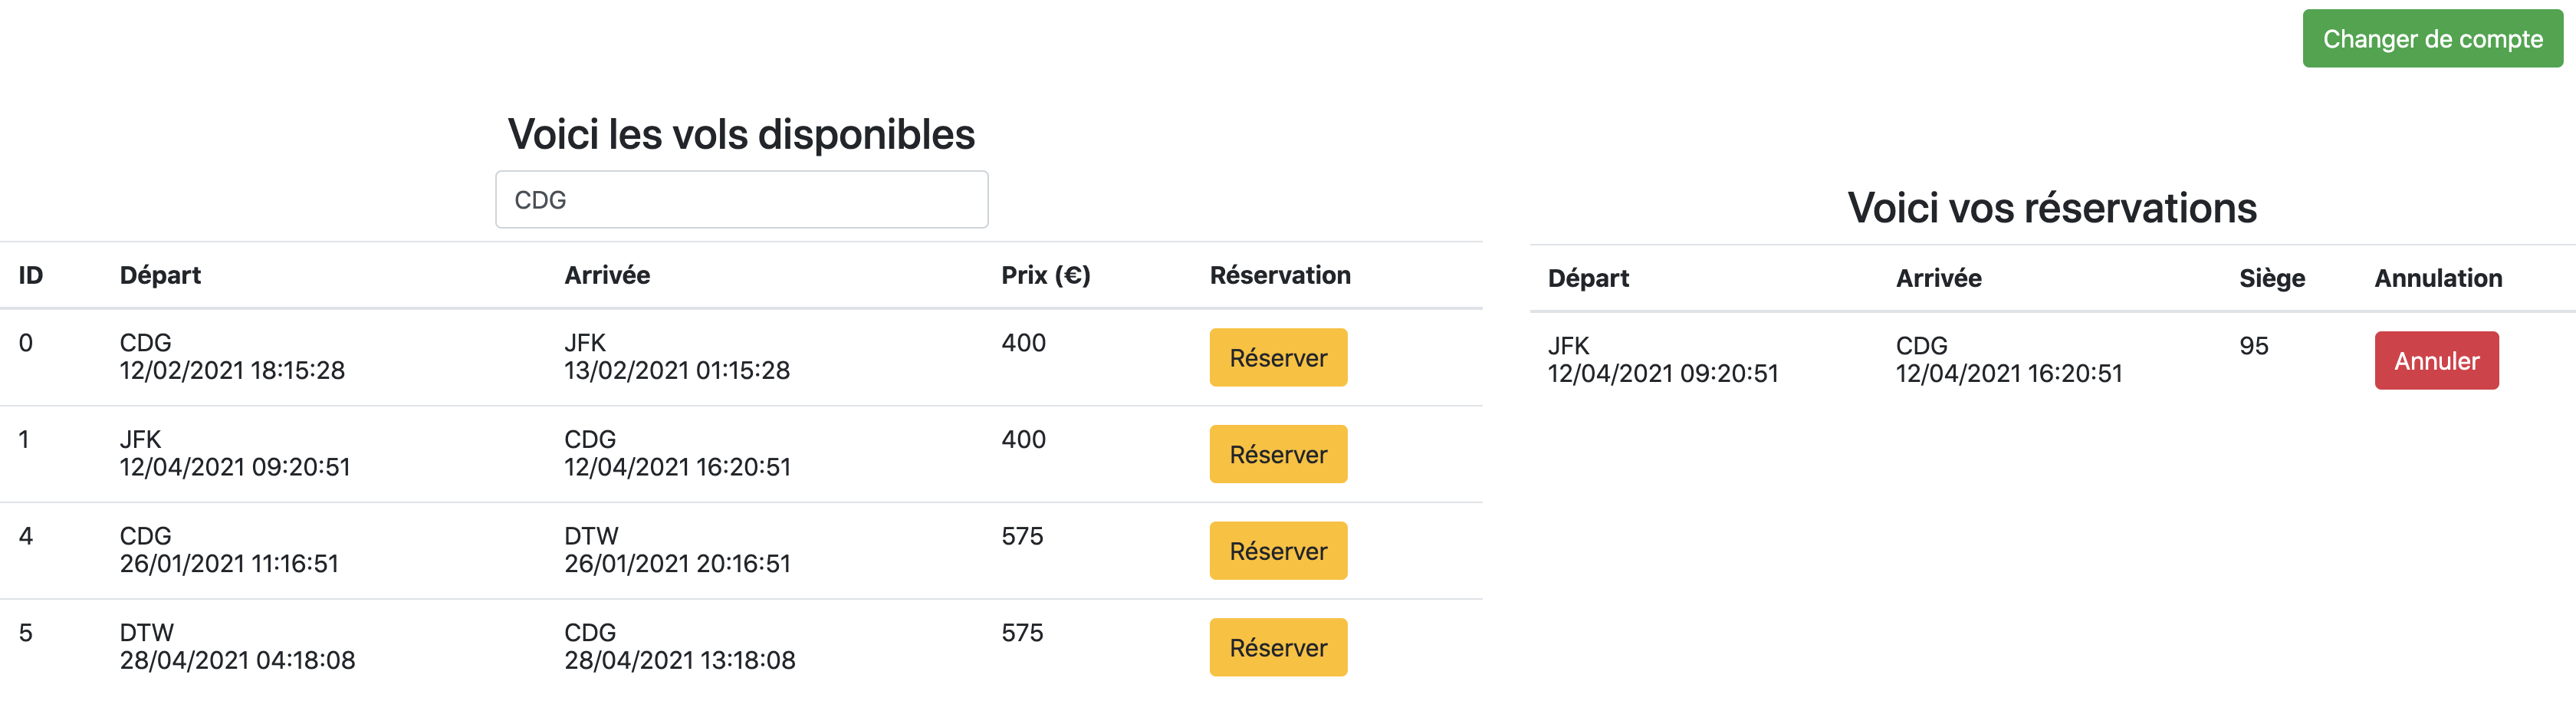 Changer de compte
Voici les vols disponibles
CDG
ID Départ Arrivée Prix (€) Réservation
0 CDG JFK 400 Réserver
12/02/2021 18:15:28 13/02/2021 01:15:28
1 JFK CDG 400 Réserver
12/04/2021 09:20:51 12/04/2021 16:20:51
4 CDG DTW 575 Réserver
26/01/2021 11:16:51 26/01/2021 20:16:51
5 DTW CDG 575 Réserver
28/04/2021 04:18:08 28/04/2021 13:18:08
Voici vos réservations
Départ Arrivée Siège Annulation
JFK CDG 95 Annuler
12/04/2021 09:20:51 12/04/2021 16:20:51